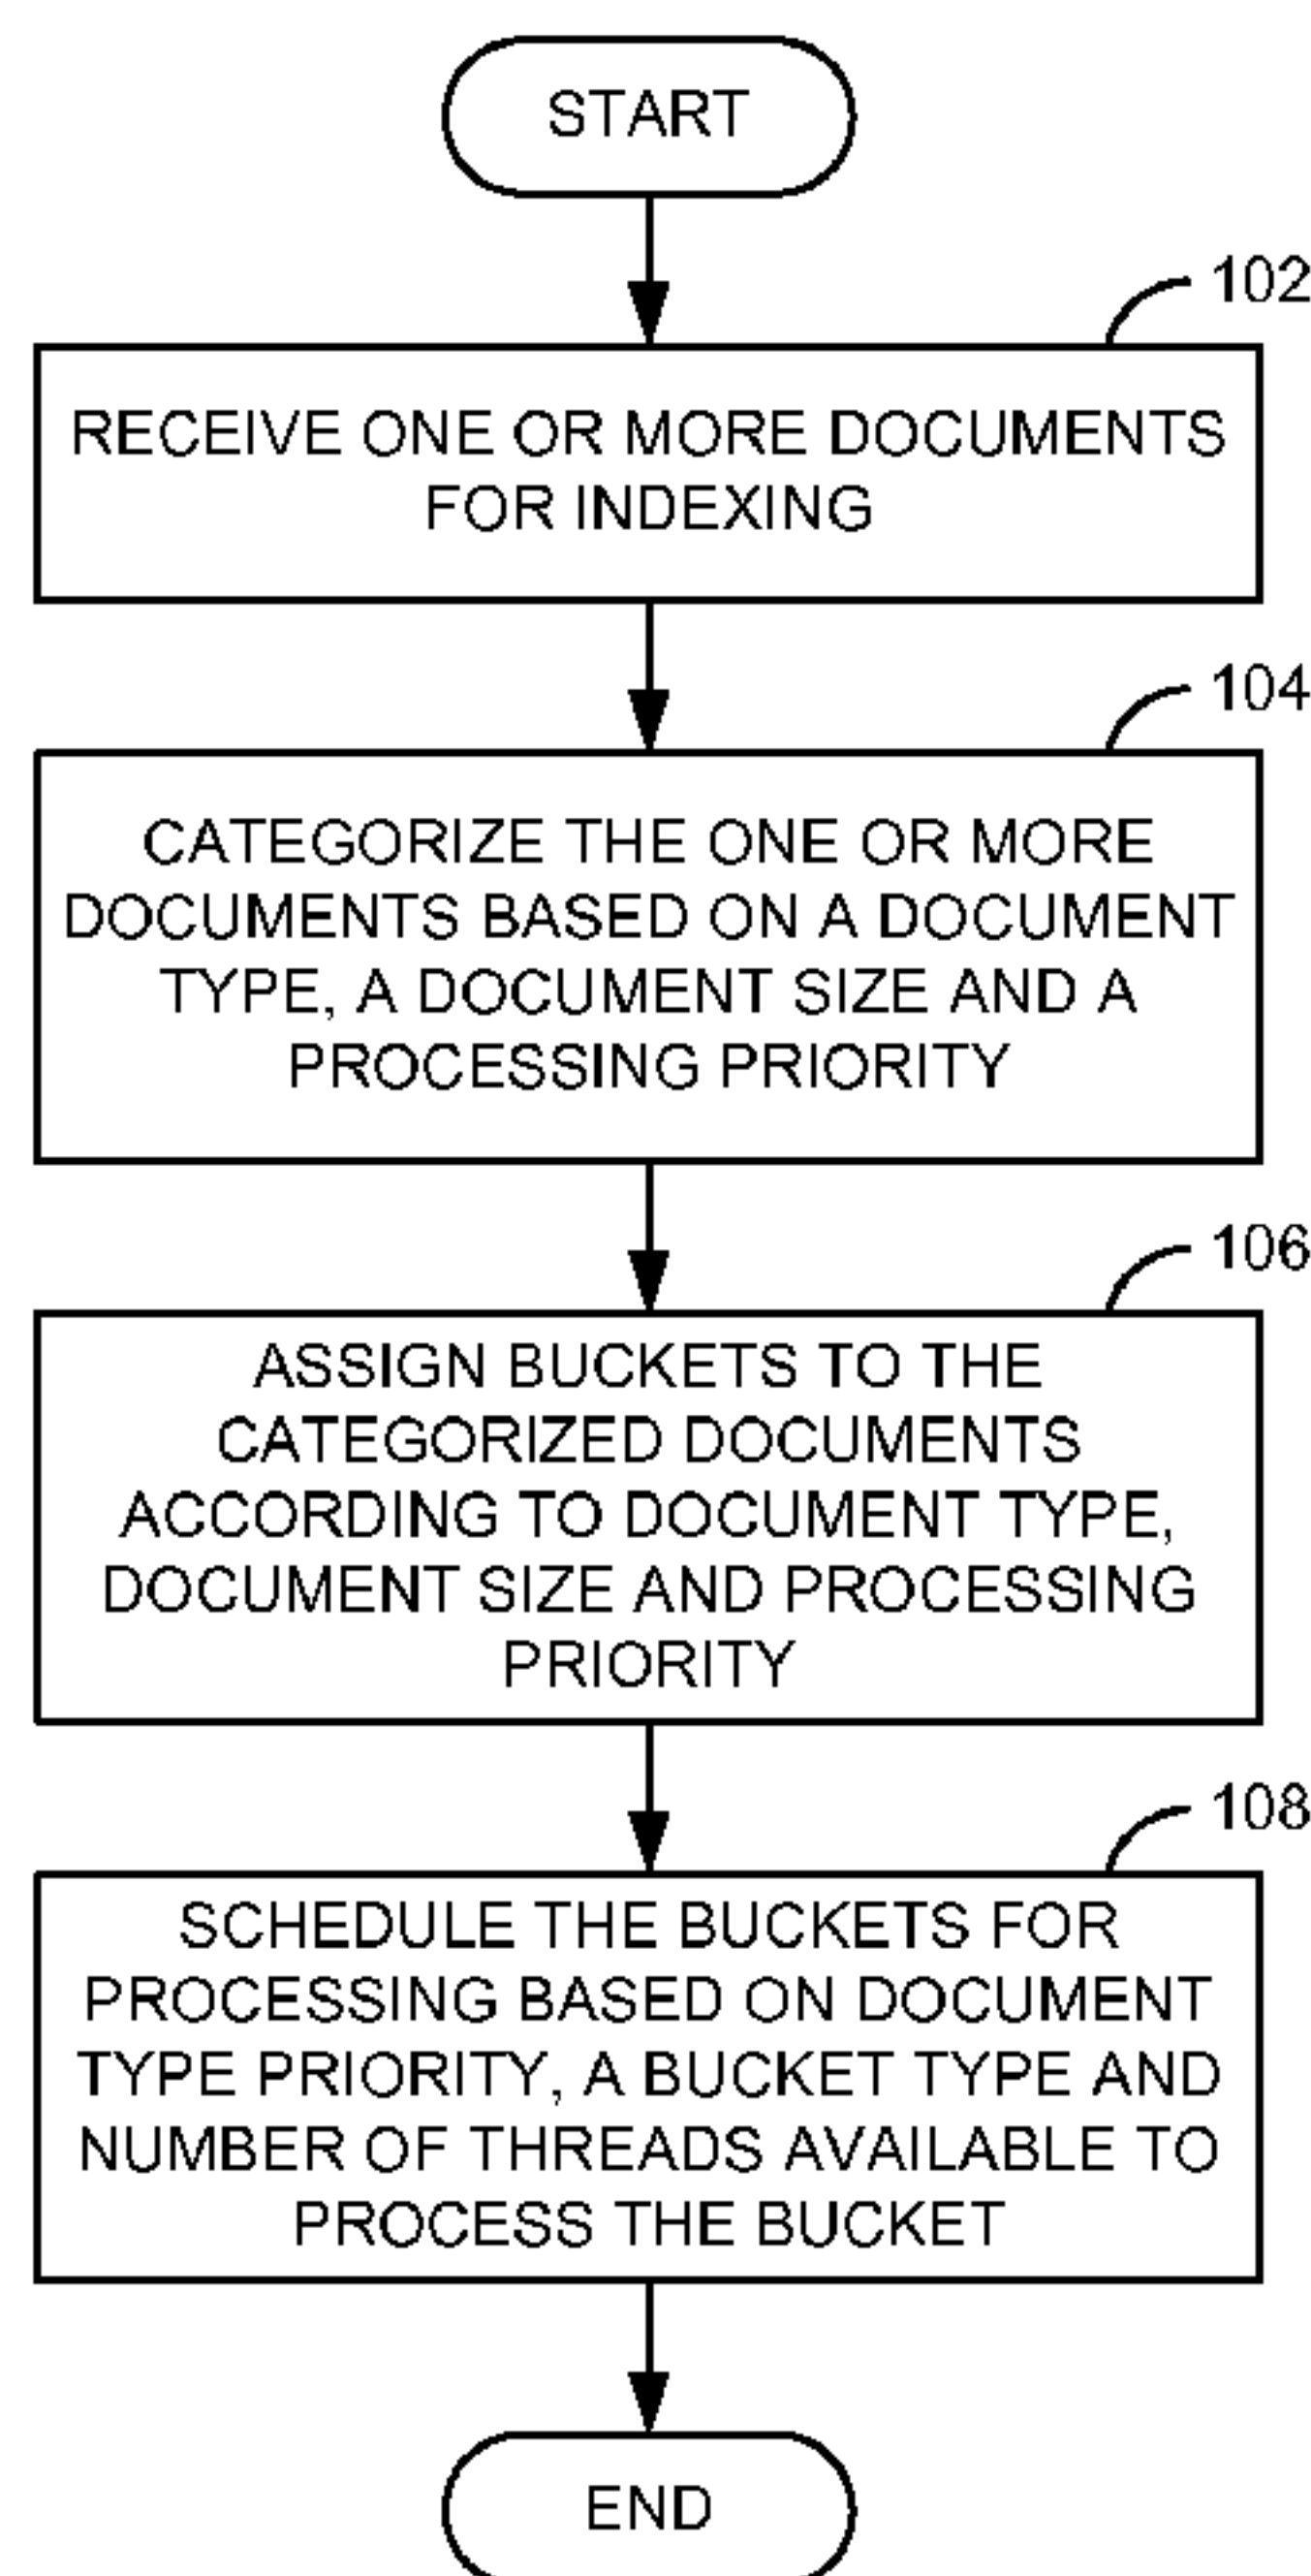 START
102
RECEIVE ONE OR MORE DOCUMENTS
FOR INDEXING
104
CATEGORIZE THE ONE OR MORE
DOCUMENTS BASED ON A DOCUMENT
TYPE, A DOCUMENT SIZE AND A
PROCESSING PRIORITY
106
ASSIGN BUCKETS TO THE
CATEGORIZED DOCUMENTS
ACCORDING TO DOCUMENT TYPE,
DOCUMENT SIZE AND PROCESSING
PRIORITY
108
SCHEDULE THE BUCKETS FOR
PROCESSING BASED ON DOCUMENT
TYPE PRIORITY, A BUCKET TYPE AND
NUMBER OF THREADS AVAILABLE TO
PROCESS THE BUCKET
END